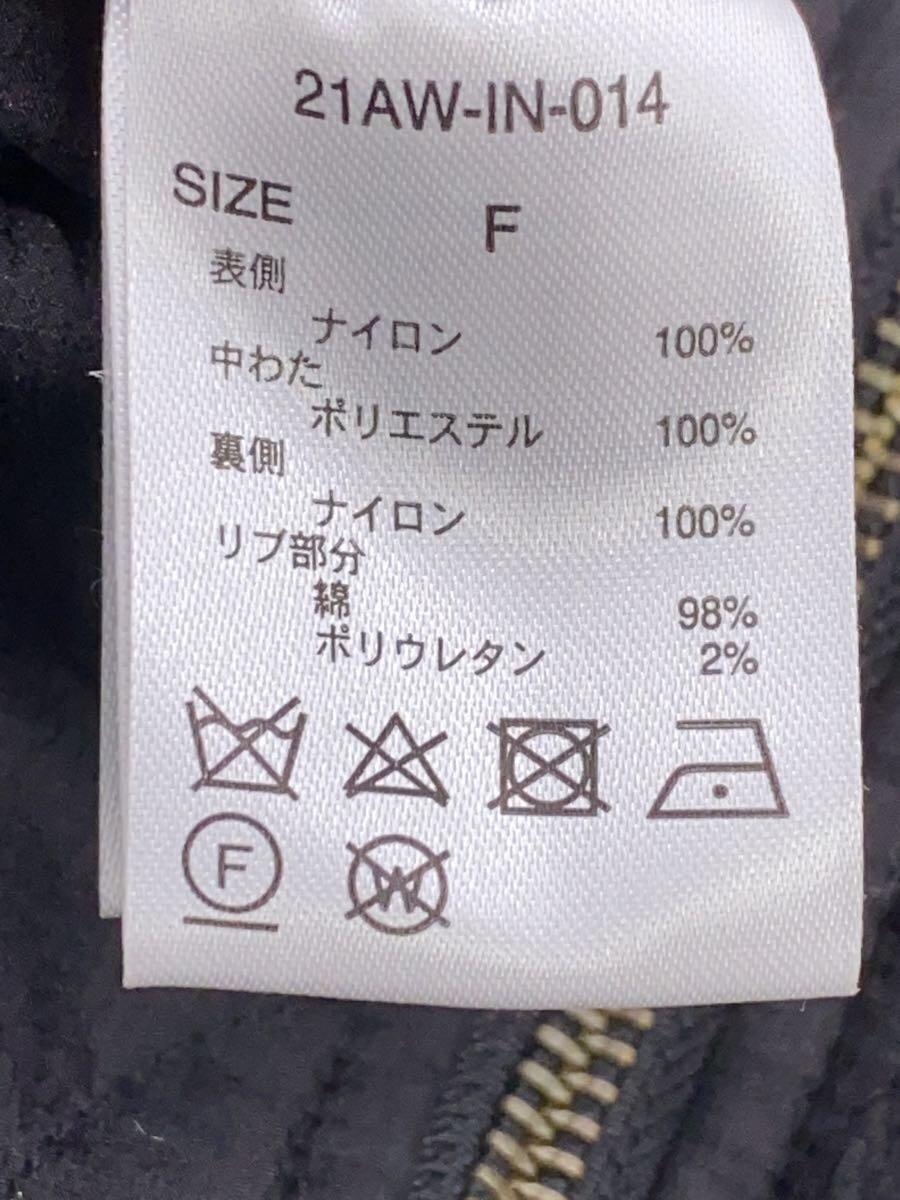 21AW-IN-014
SIZE F
表側
ナイロン 100%
中わた
ポリエステル 100%
裏側
ナイロン 100%
リブ部分
綿 98%
ポリウレタン 2%
F
W